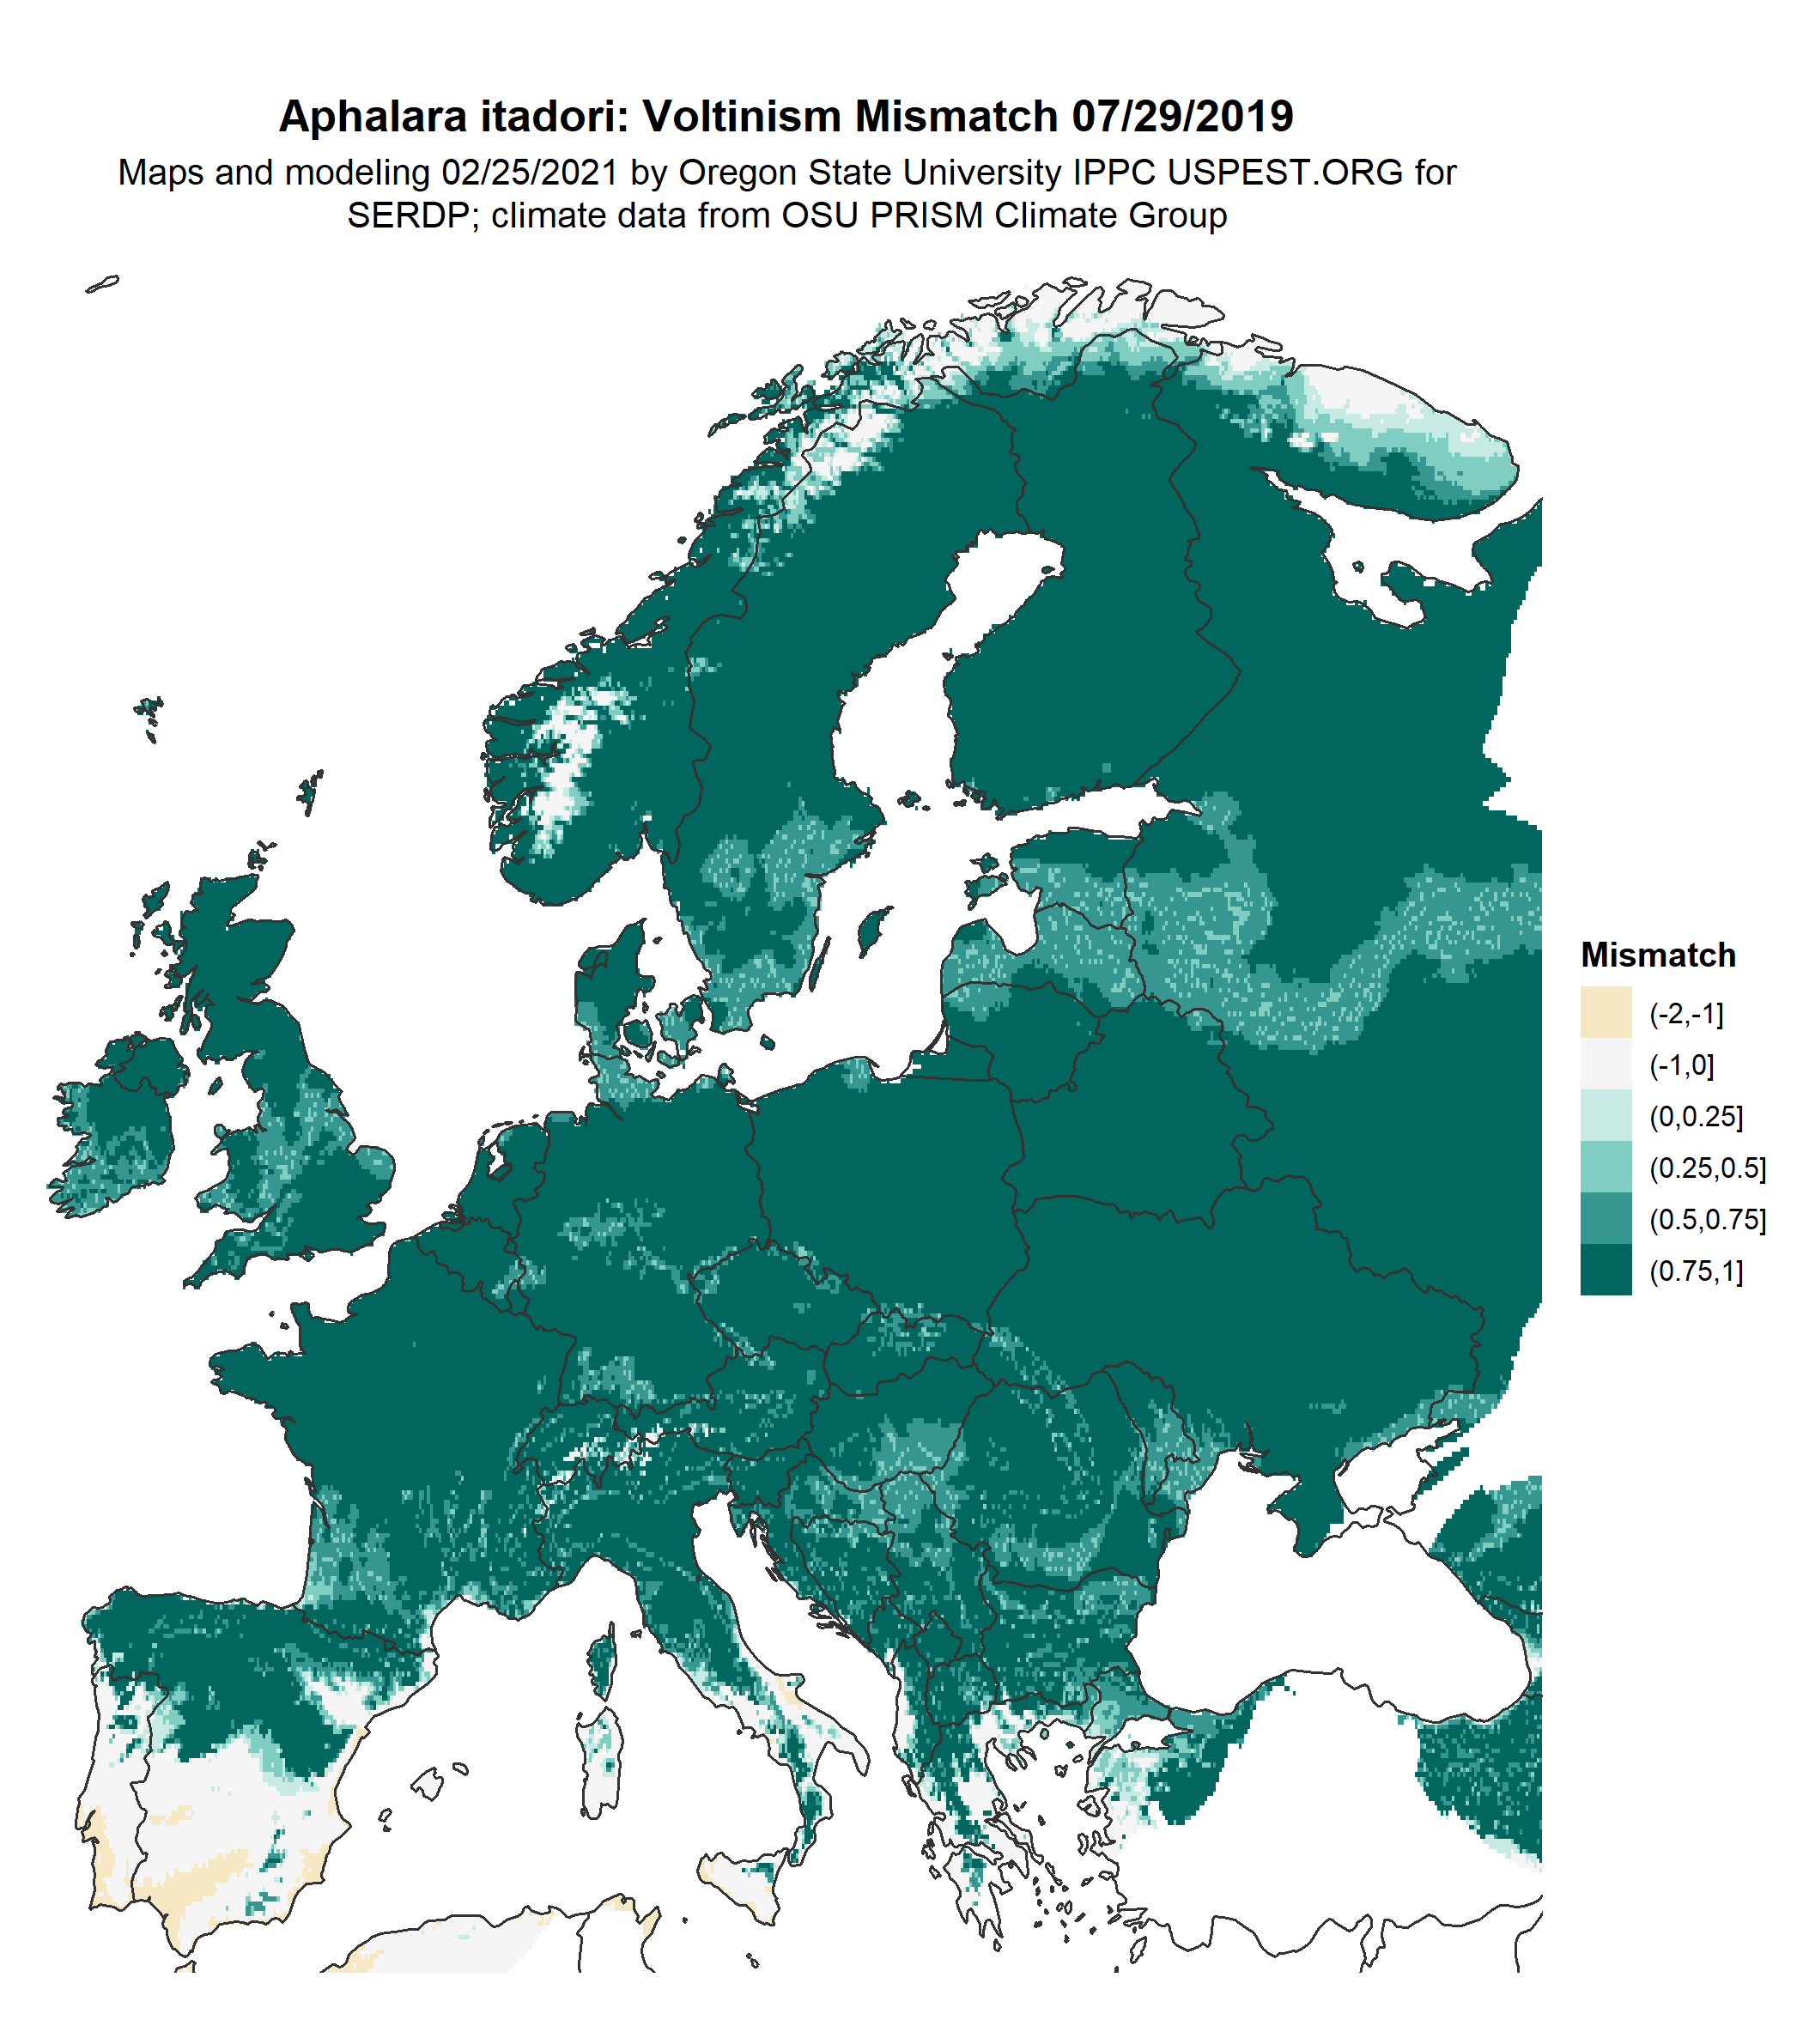 Aphalara itadori: Voltinism Mismatch 07/29/2019
Maps and modeling 02/25/2021 by Oregon State University IPPC USPEST.ORG for
SERDP; climate data from OSU PRISM Climate Group
Mismatch
(-2,-1]
(-1,0]
(0,0.25]
(0.25,0.5]
(0.5,0.75]
(0.75,1]